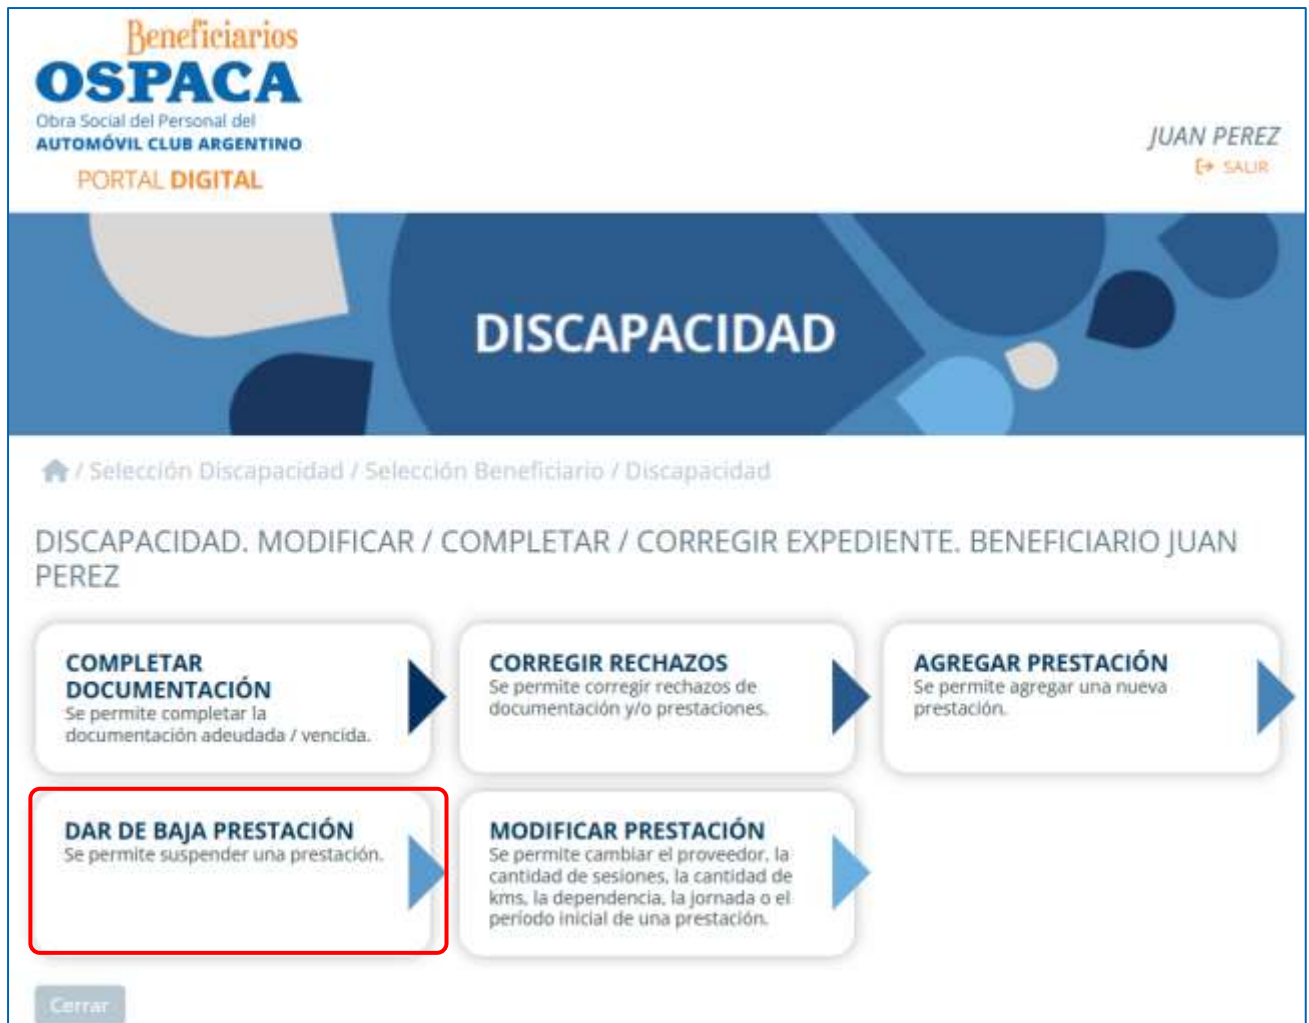 Beneficiarios
OSPACA
Obra Social del Personal del
AUTOMÓVIL CLUB ARGENTINO
PORTAL DIGITAL
JUAN PEREZ
SALIR
DISCAPACIDAD
/ Selección Discapacidad / Selección Beneficiario / Discapacidad
DISCAPACIDAD. MODIFICAR / COMPLETAR / CORREGIR EXPEDIENTE. BENEFICIARIO JUAN
PEREZ
COMPLETAR
DOCUMENTACIÓN
Se permite completar la
documentación adeudada / vencida.
CORREGIR RECHAZOS
Se permite corregir rechazos de
documentación y/o prestaciones.
AGREGAR PRESTACIÓN
Se permite agregar una nueva
prestación.
DAR DE BAJA PRESTACIÓN
Se permite suspender una prestación.
MODIFICAR PRESTACIÓN
Se permite cambiar el proveedor, la
cantidad de sesiones, la cantidad de
kms, la dependencia, la jornada o el
período inicial de una prestación.
Cerrar